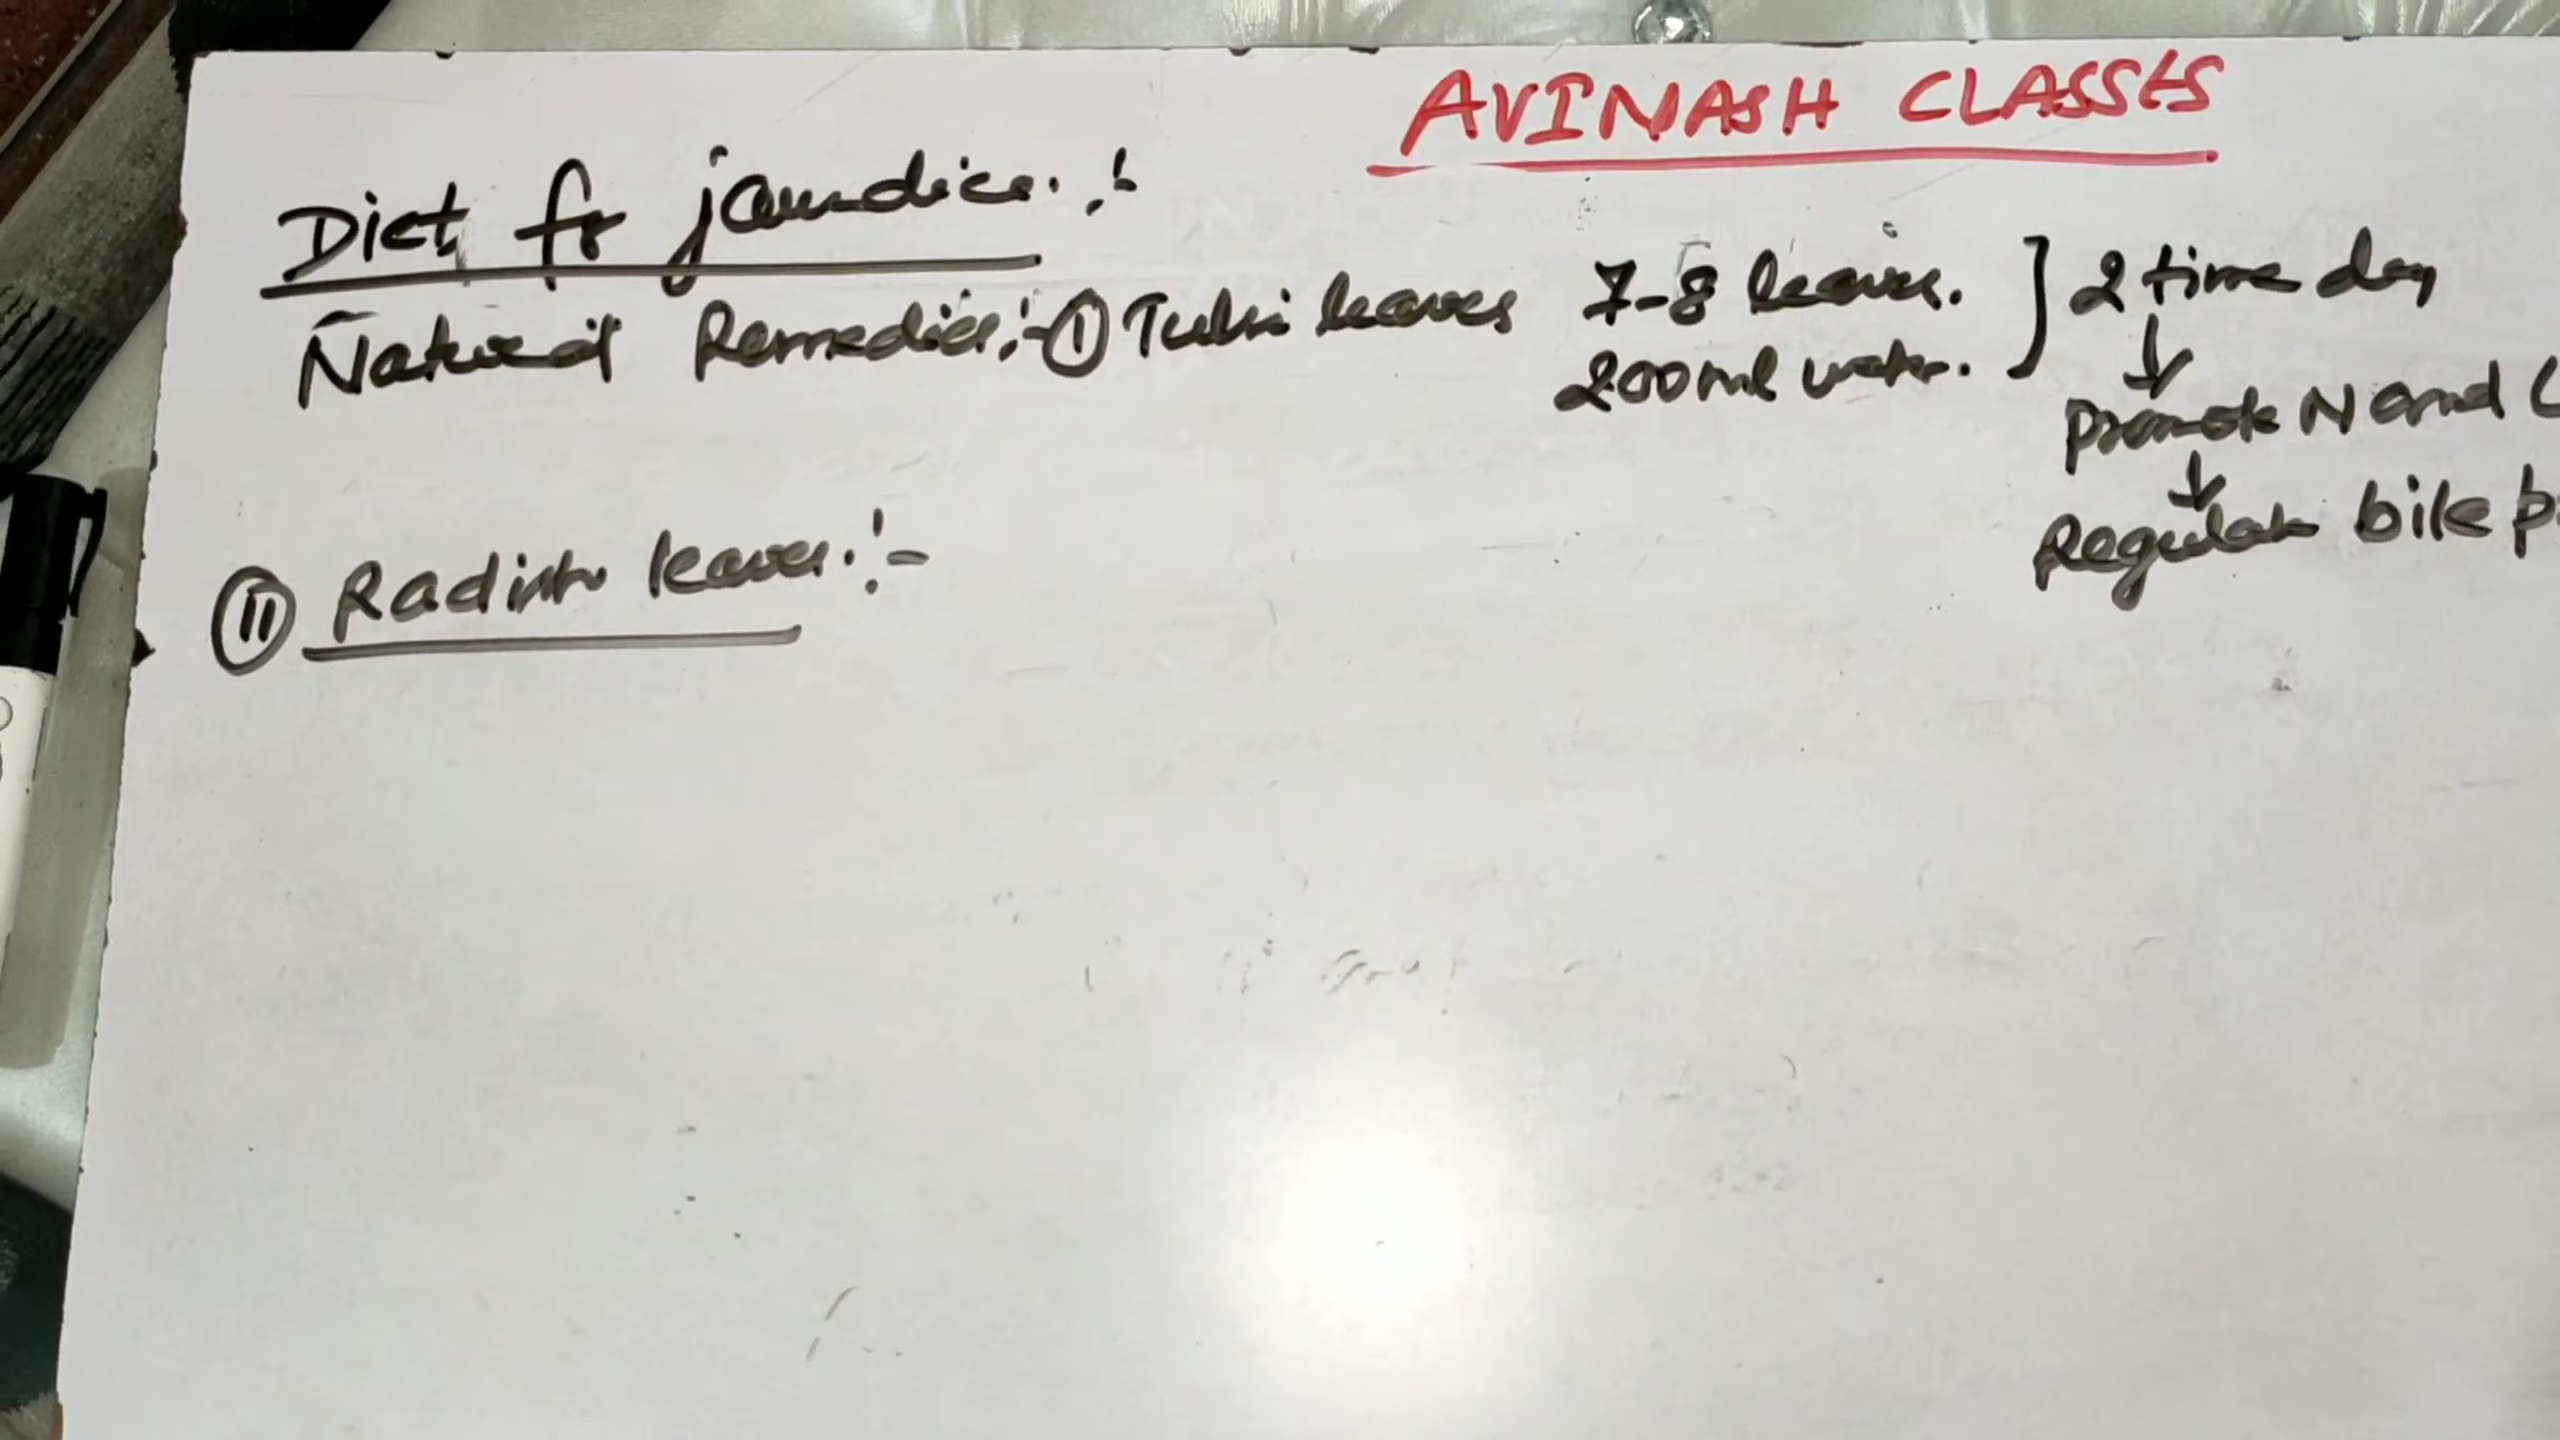 AVINASH CLASSES
Diet for jaundice :
Natural Remedies :- (i) Tulsi leaves 7-8 leaves. ] 2 time day
200ml water.
↓
Promote N and
↓
(ii) Radish leaves :-
Regulate bile